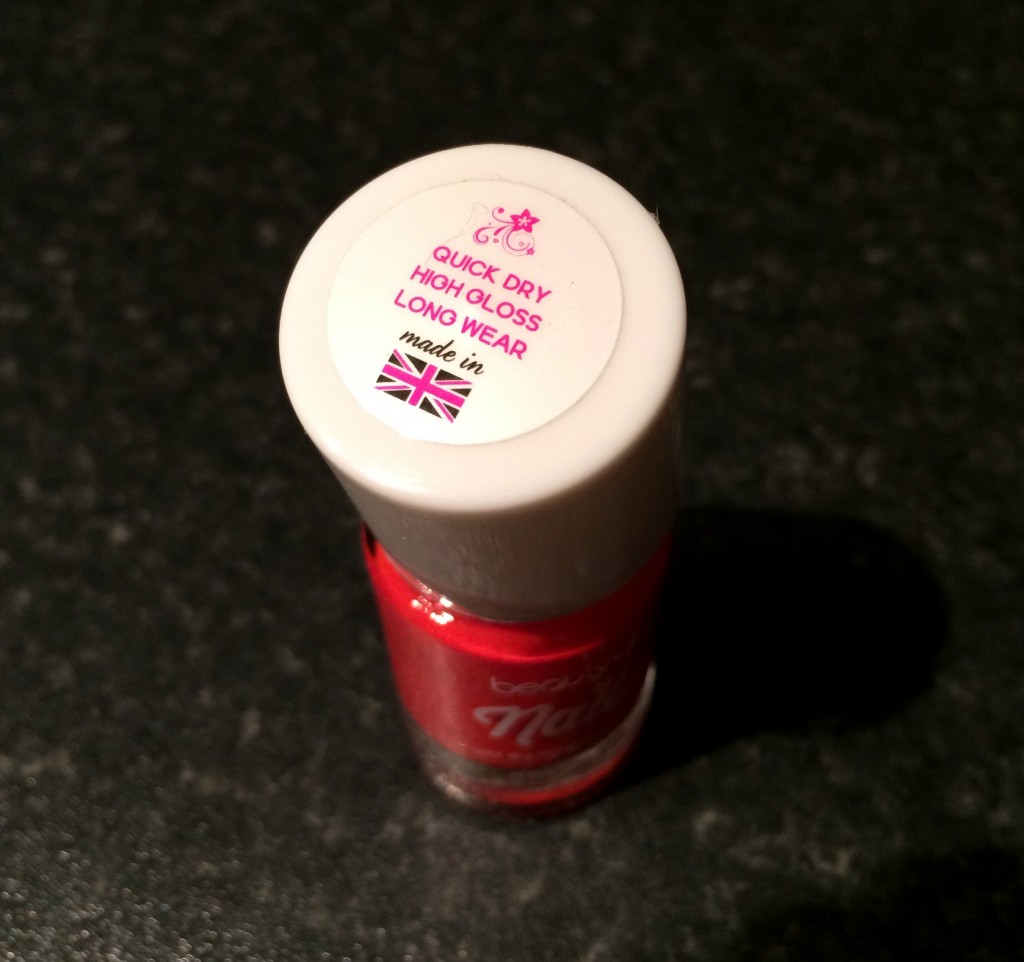 QUICK DRY
HIGH GLOSS
LONG WEAR
made in